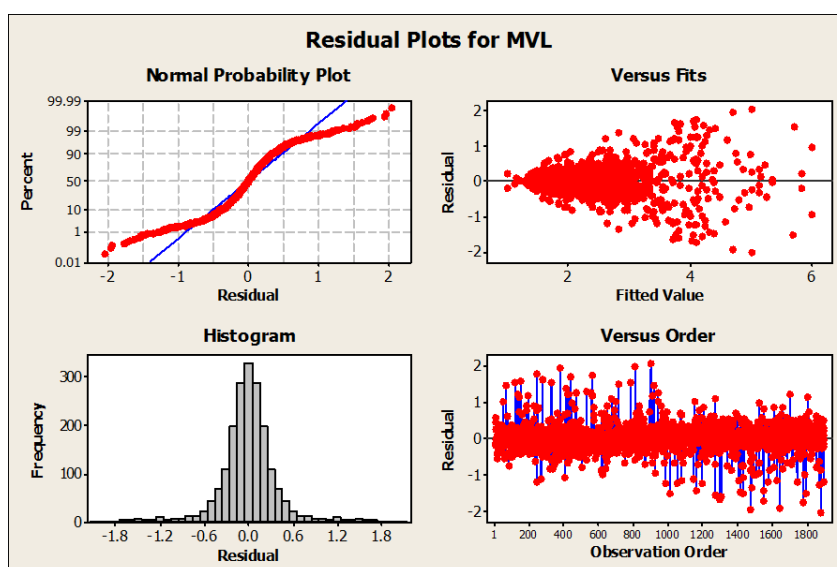 Residual Plots for MVL
Normal Probability Plot
Versus Fits
99.99
99
90
50
10
1
0.01
Percent
-2 -1 0 1 2
Residual
2
1
0
-1
-2
Residual
2 4 6
Fitted Value
Histogram
Versus Order
300
200
100
0
Frequency
-1.8 -1.2 -0.6 0.0 0.6 1.2 1.8
Residual
2
1
0
-1
-2
Residual
1 200 400 600 800 1000 1200 1400 1600 1800
Observation Order